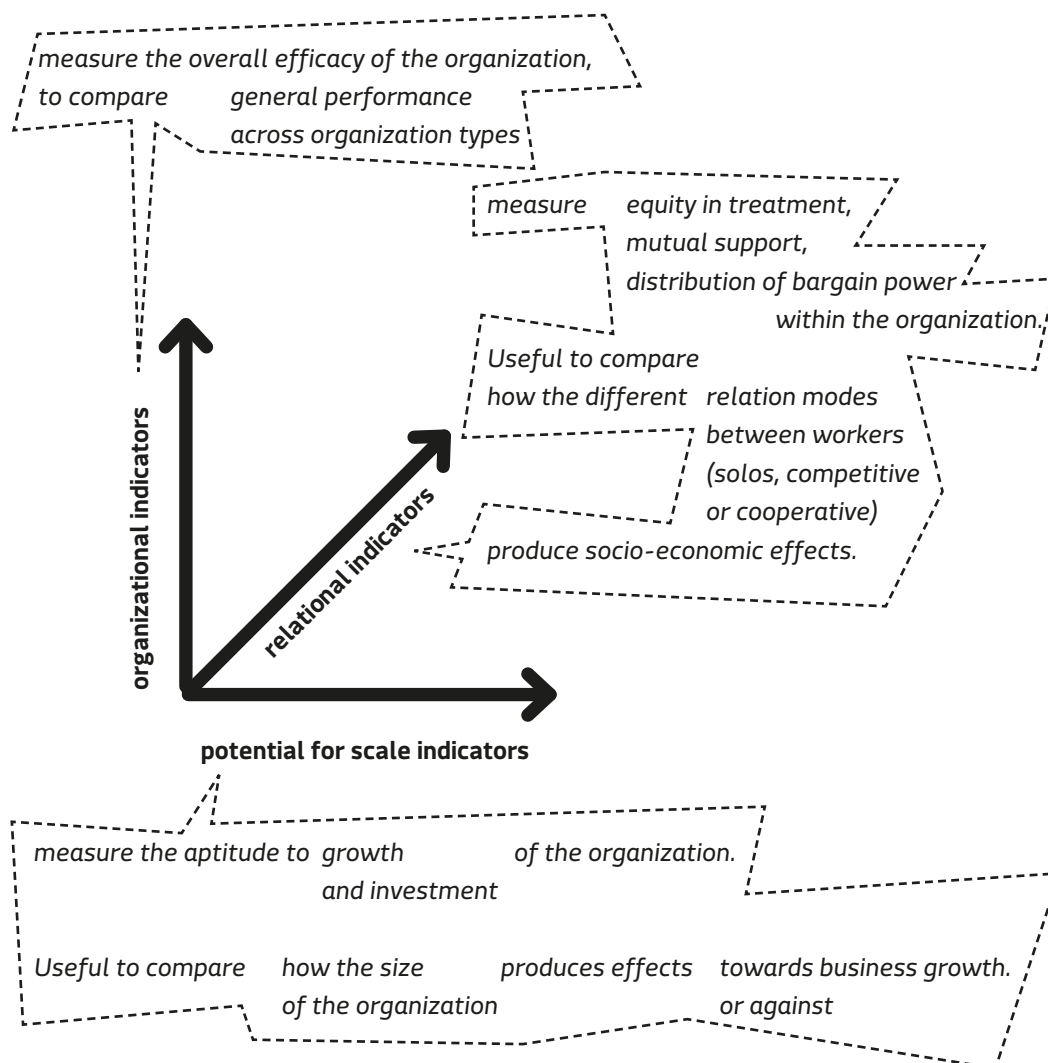 measure the overall efficacy of the organization,
to compare general performance
across organization types
measure equity in treatment,
mutual support,
distribution of bargain power
within the organization.
Useful to compare
how the different relation modes
between workers
(solos, competitive
or cooperative)
produce socio-economic effects.
organizational indicators
relational indicators
potential for scale indicators
measure the aptitude to growth of the organization.
and investment
Useful to compare how the size produces effects towards business growth.
of the organization or against